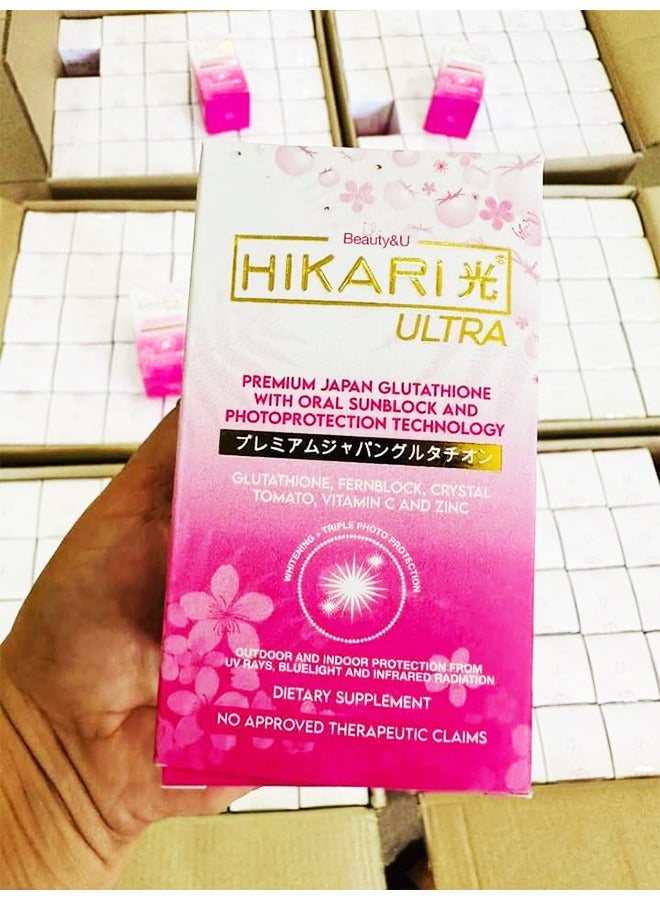 Beauty&U
HIKARI光
ULTRA
PREMIUM JAPAN GLUTATHIONE
WITH ORAL SUNBLOCK AND
PHOTOPROTECTION TECHNOLOGY
プレミアムジャパングルタチオン
GLUTATHIONE, FERNBLOCK, CRYSTAL
TOMATO, VITAMIN C AND ZINC
WHITENING + TRIPLE PHOTO PROTECTION
OUTDOOR AND INDOOR PROTECTION FROM
UV RAYS, BLUELIGHT AND INFRARED RADIATION
DIETARY SUPPLEMENT
NO APPROVED THERAPEUTIC CLAIMS